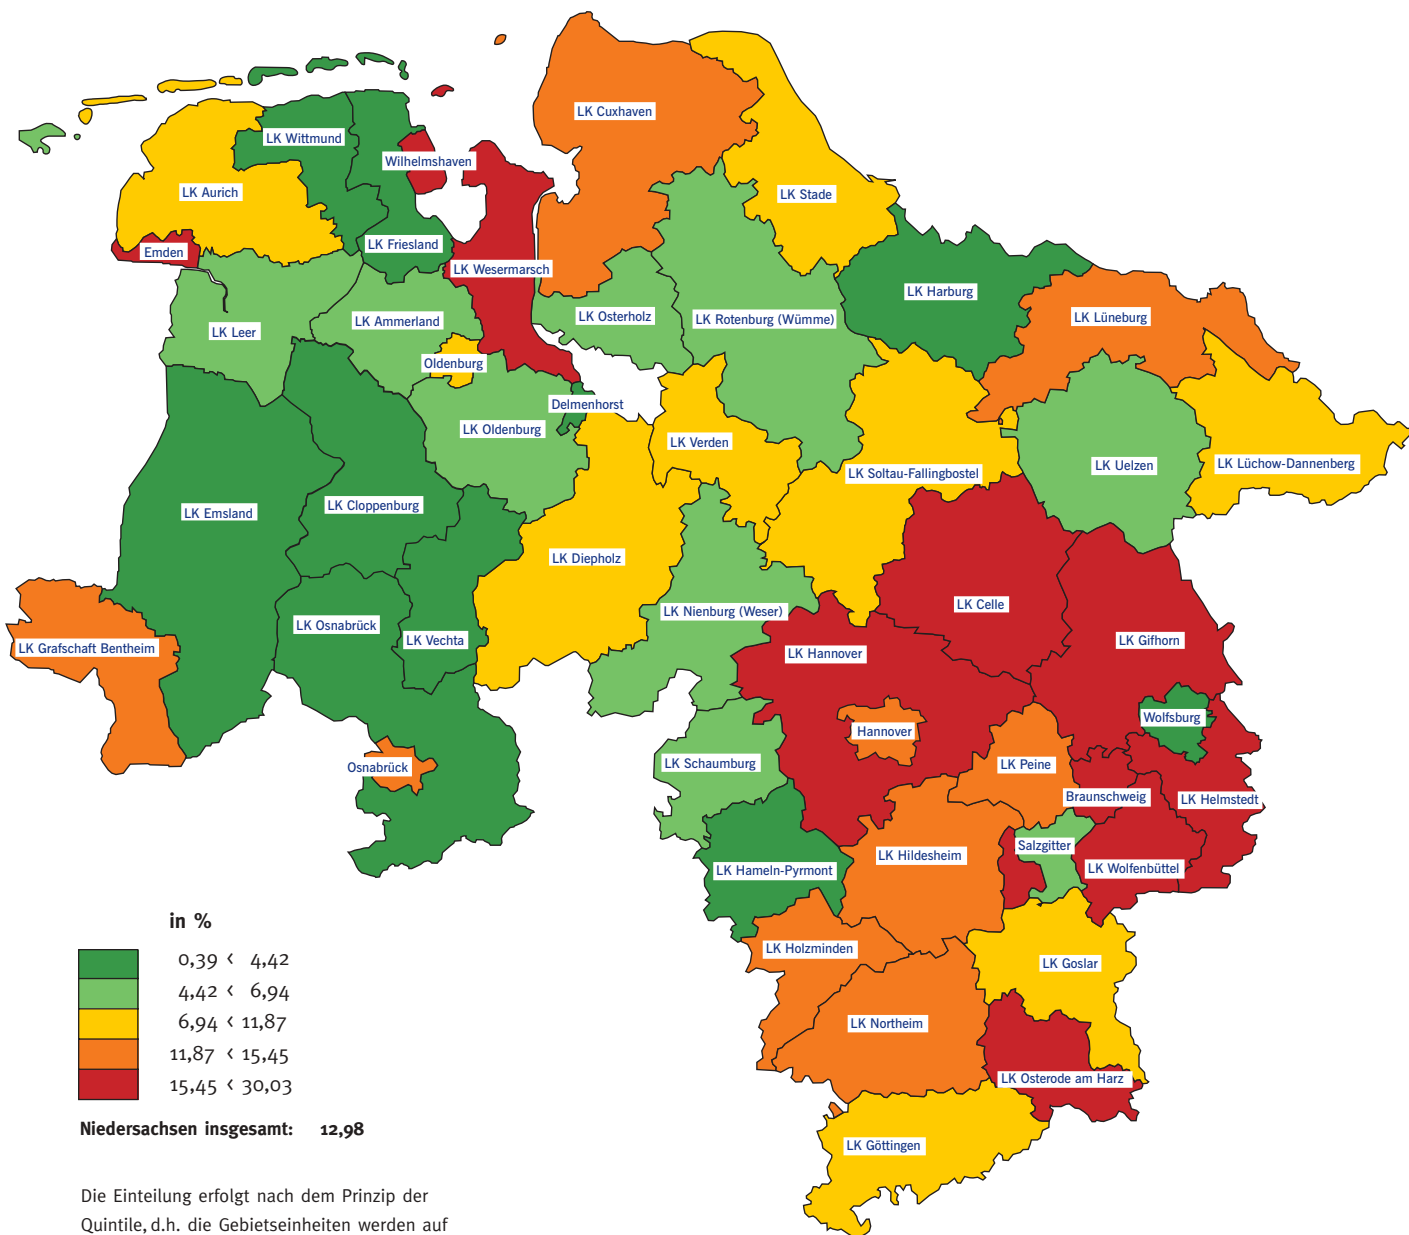 LK Cuxhaven
LK Wittmund
Wilhelmshaven
LK Aurich
LK Stade
LK Friesland
Emden
LK Wesermarsch
LK Harburg
LK Osterholz
LK Rotenburg (Wümme)
LK Lüneburg
LK Ammerland
LK Leer
Oldenburg
Delmenhorst
LK Oldenburg
LK Verden
LK Soltau-Fallingbostel
LK Uelzen
LK Lüchow-Dannenberg
LK Emsland
LK Cloppenburg
LK Diepholz
LK Celle
LK Nienburg (Weser)
LK Osnabrück
LK Vechta
LK Gifhorn
LK Grafschaft Bentheim
LK Hannover
Wolfsburg
Hannover
Osnabrück
LK Schaumburg
LK Peine
Braunschweig
LK Helmstedt
Salzgitter
LK Hildesheim
LK Hameln-Pyrmont
LK Wolfenbüttel
LK Holzminden
LK Goslar
LK Northeim
LK Osterode am Harz
LK Göttingen
in %
0,39 < 4,42
4,42 < 6,94
6,94 < 11,87
11,87 < 15,45
15,45 < 30,03
Niedersachsen insgesamt: 12,98
Die Einteilung erfolgt nach dem Prinzip der
Quintile, d.h. die Gebietseinheiten werden auf